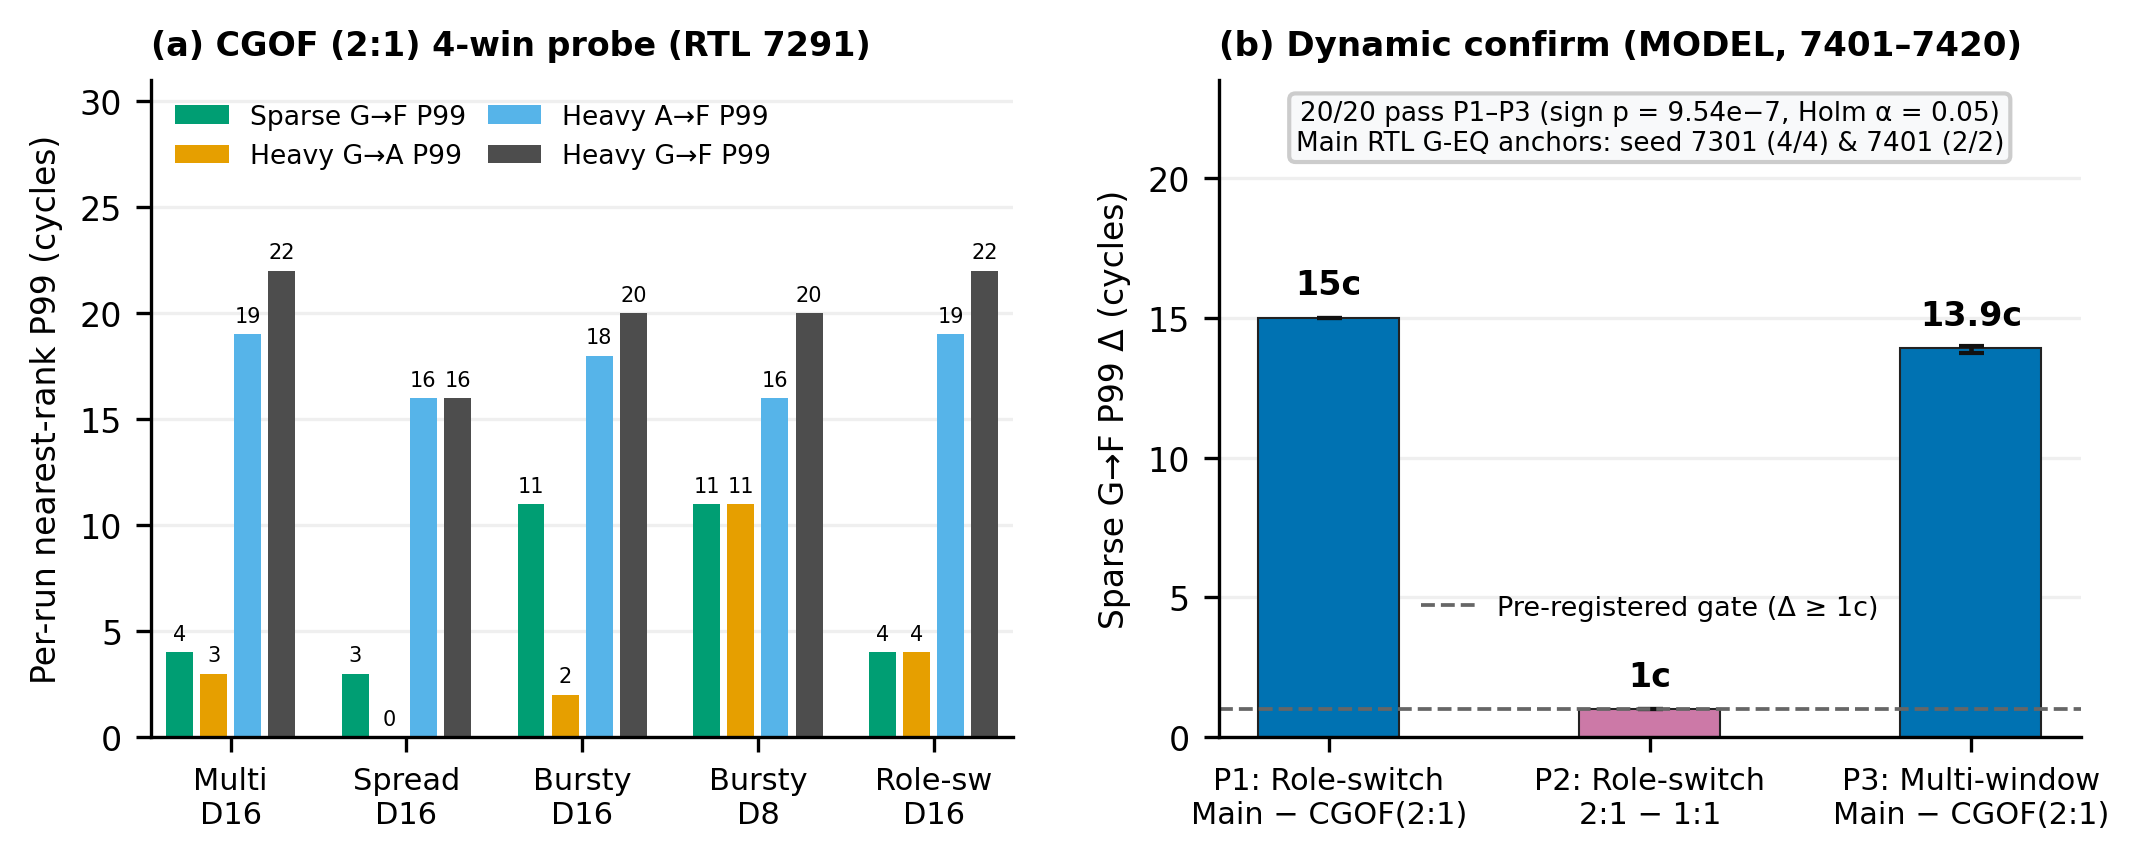 (a) CGOF (2:1) 4-win probe (RTL 7291)
Per-run nearest-rank P99 (cycles)
30
25
20
15
10
5
0
Sparse G→F P99
Heavy G→A P99
Heavy A→F P99
Heavy G→F P99
4
3
19
22
3
0
16
16
11
2
18
20
11
11
16
20
4
4
19
22
Multi
D16
Spread
D16
Bursty
D16
Bursty
D8
Role-sw
D16
(b) Dynamic confirm (MODEL, 7401–7420)
Sparse G→F P99 Δ (cycles)
20
15
10
5
0
20/20 pass P1–P3 (sign p = 9.54e−7, Holm α = 0.05)
Main RTL G-EQ anchors: seed 7301 (4/4) & 7401 (2/2)
15c
1c
13.9c
Pre-registered gate (Δ ≥ 1c)
P1: Role-switch
Main − CGOF(2:1)
P2: Role-switch
2:1 − 1:1
P3: Multi-window
Main − CGOF(2:1)